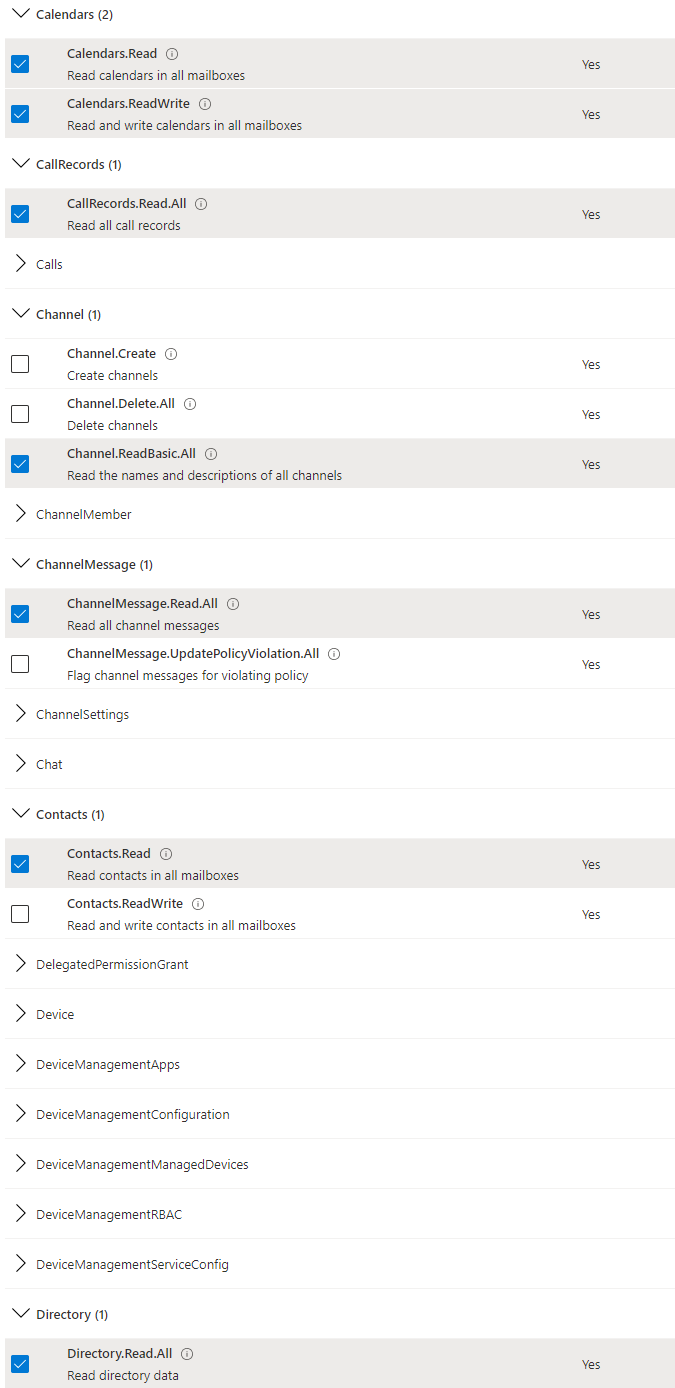 Calendars (2)
Calendars.Read
Read calendars in all mailboxes
Yes
Calendars.ReadWrite
Read and write calendars in all mailboxes
Yes
CallRecords (1)
CallRecords.Read.All
Read all call records
Yes
Calls
Channel (1)
Channel.Create
Create channels
Yes
Channel.Delete.All
Delete channels
Yes
Channel.ReadBasic.All
Read the names and descriptions of all channels
Yes
ChannelMember
ChannelMessage (1)
ChannelMessage.Read.All
Read all channel messages
Yes
ChannelMessage.UpdatePolicyViolation.All
Flag channel messages for violating policy
Yes
ChannelSettings
Chat
Contacts (1)
Contacts.Read
Read contacts in all mailboxes
Yes
Contacts.ReadWrite
Read and write contacts in all mailboxes
Yes
DelegatedPermissionGrant
Device
DeviceManagementApps
DeviceManagementConfiguration
DeviceManagementManagedDevices
DeviceManagementRBAC
DeviceManagementServiceConfig
Directory (1)
Directory.Read.All
Read directory data
Yes